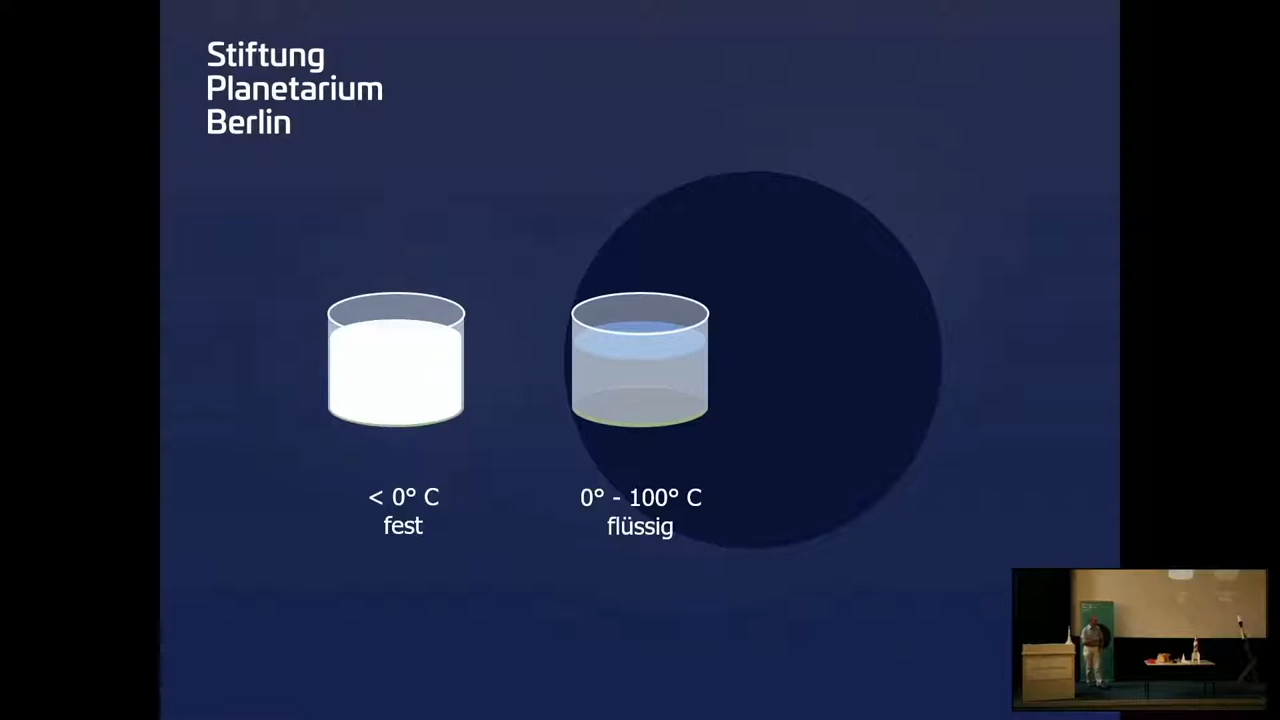 Stiftung
Planetarium
Berlin
< 0° C
fest
0° - 100° C
flüssig